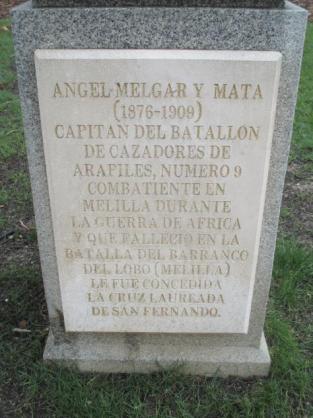 ANGEL MELGAR Y MATA
(1876-1909)
CAPITAN DEL BATALLÓN
DE CAZADORES DE
ARAPILES, NUMERO 9
COMBATIENTE EN
MELILLA DURANTE
LA GUERRA DE AFRICA
Y QUE FALLECIO EN LA
BATALLA DEL BARRANCO
DEL LOBO (MELILLA)
LE FUE CONCEDIDA
LA CRUZ LAUREADA
DE SAN FERNANDO.